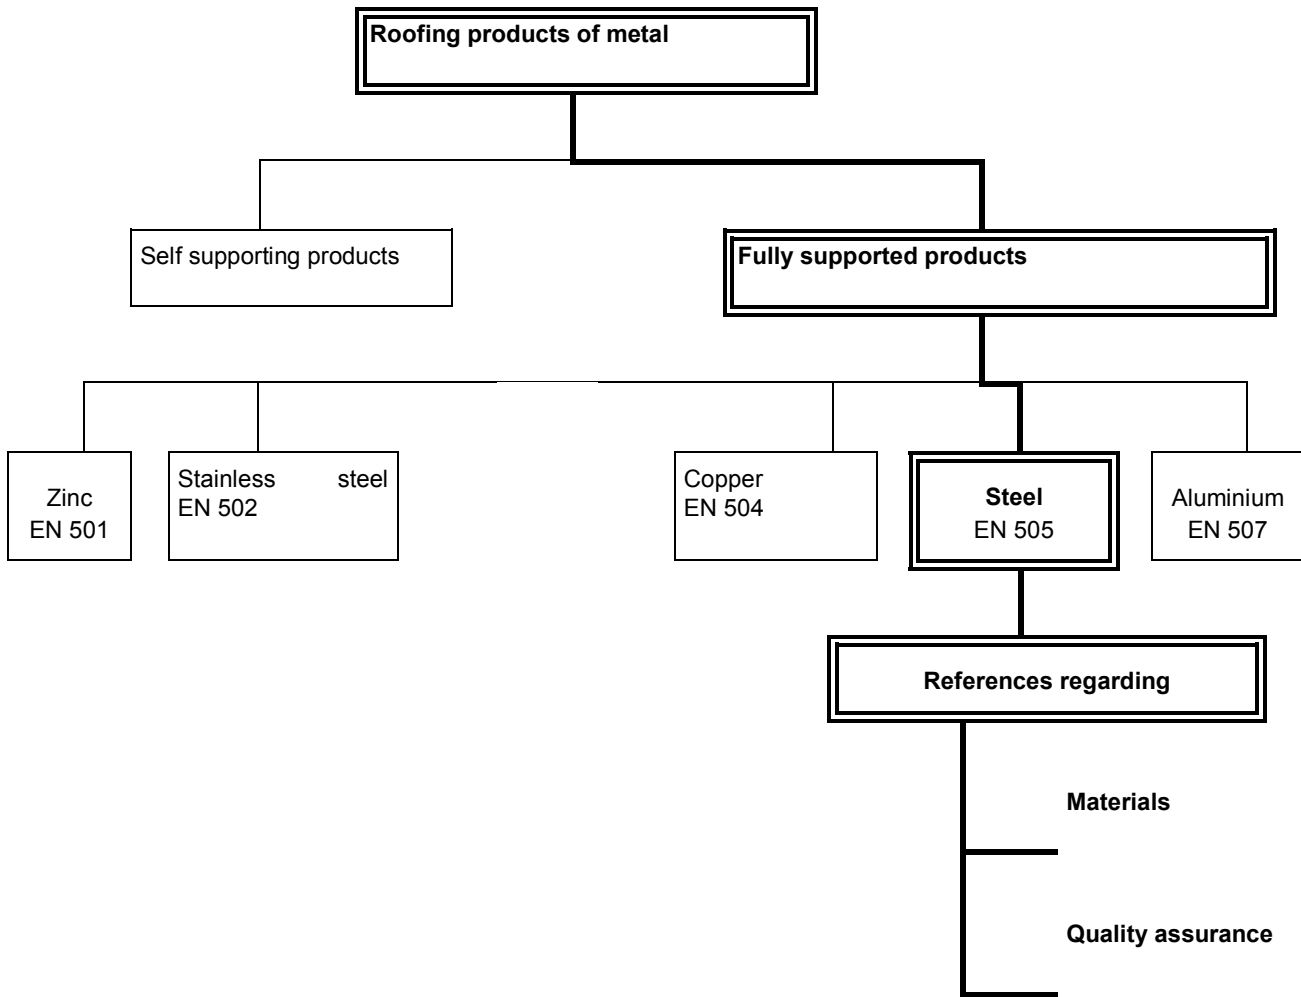 Roofing products of metal
Self supporting products
Fully supported products
Zinc
EN 501
Stainless steel
EN 502
Copper
EN 504
Steel
EN 505
Aluminium
EN 507
References regarding
Materials
Quality assurance